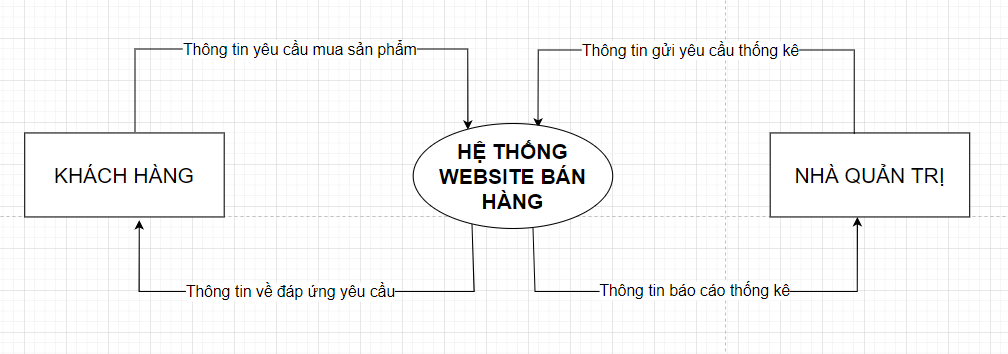 Thông tin yêu cầu mua sản phẩm
Thông tin gửi yêu cầu thống kê
KHÁCH HÀNG
HỆ THỐNG
WEBSITE BÁN
HÀNG
NHÀ QUẢN TRỊ
Thông tin về đáp ứng yêu cầu
Thông tin báo cáo thống kê